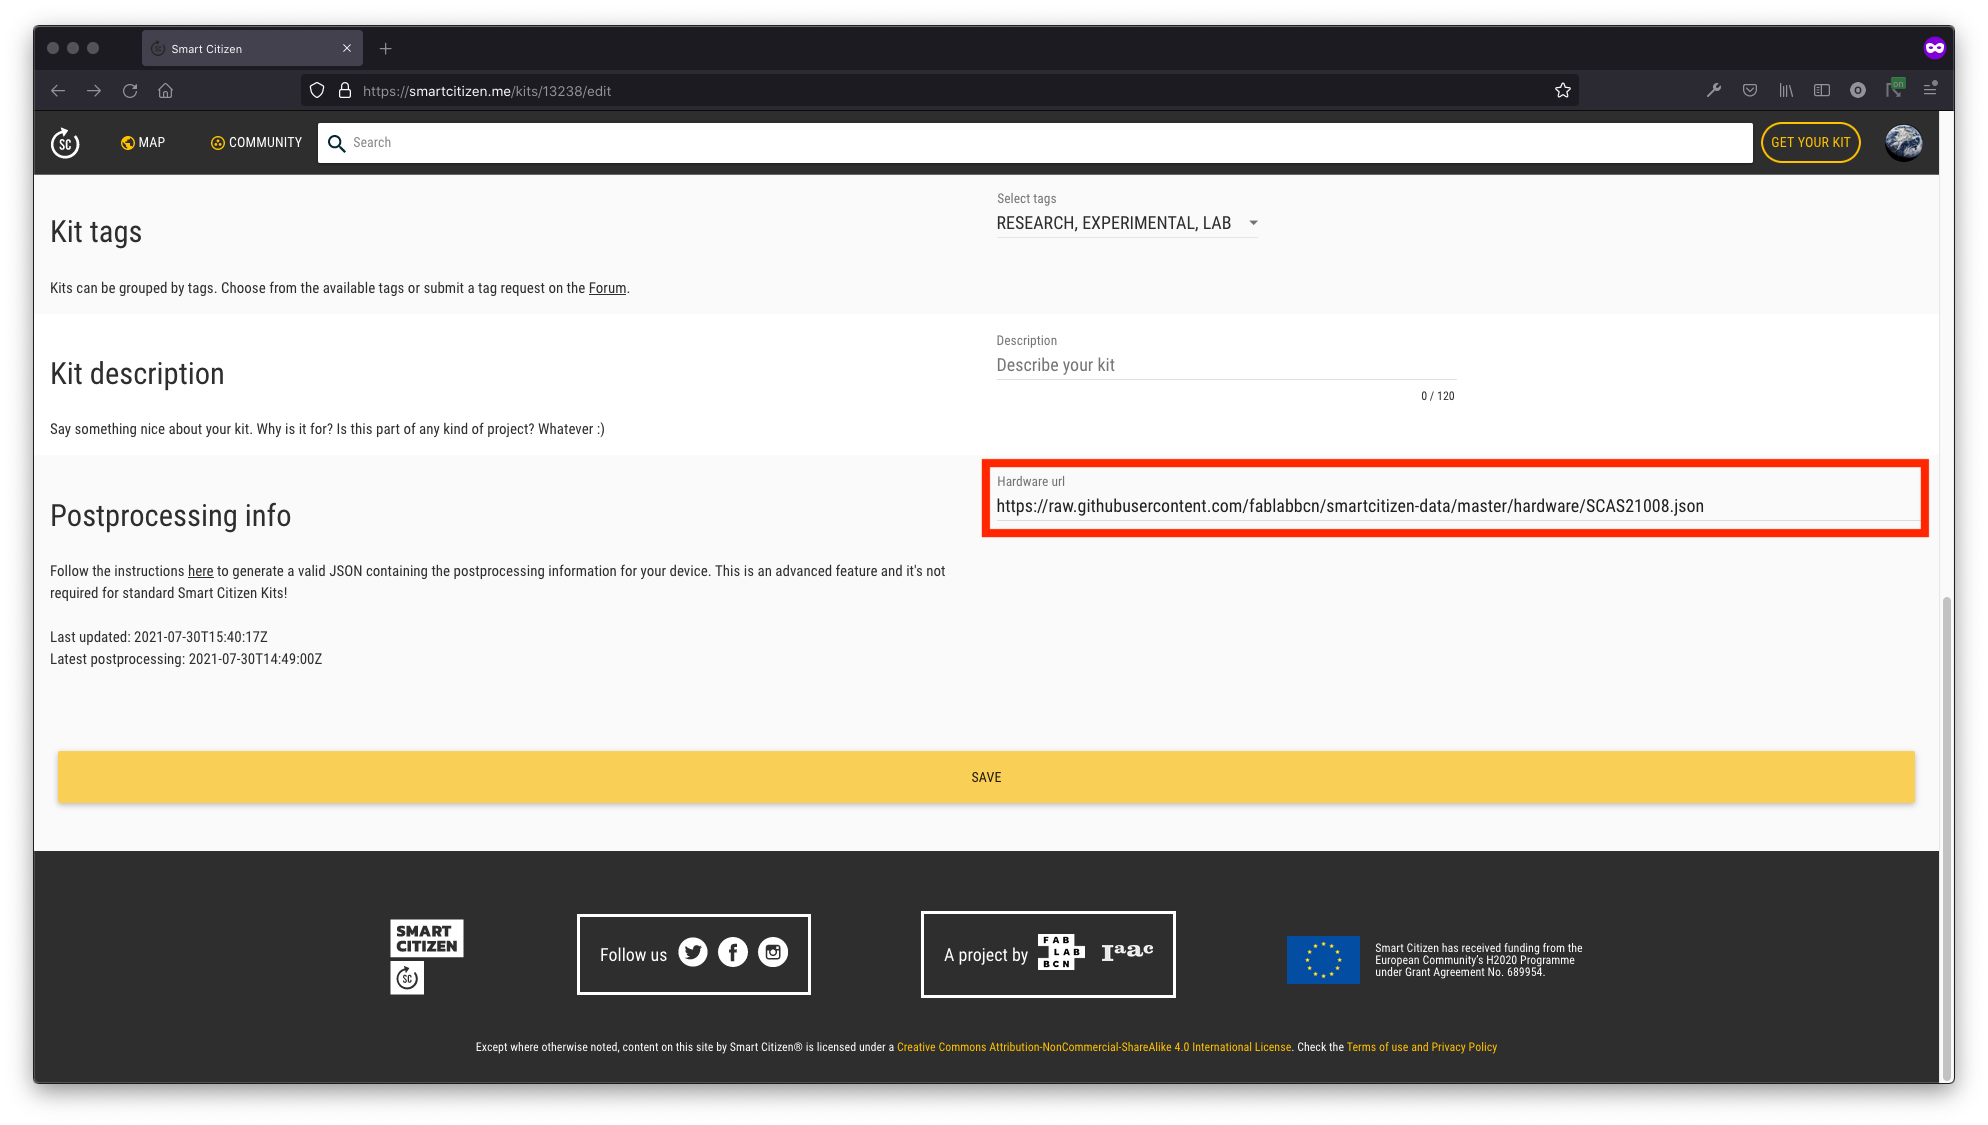 Smart Citizen
on
https://smartcitizen.me/kits/13238/edit
SC
MAP
COMMUNITY
Search
GET YOUR KIT
Kit tags
Select tags
RESEARCH, EXPERIMENTAL, LAB
Kits can be grouped by tags. Choose from the available tags or submit a tag request on the Forum.
Kit description
Description
Describe your kit
0 / 120
Say something nice about your kit. Why is it for? Is this part of any kind of project? Whatever :)
Postprocessing info
Hardware url
https://raw.githubusercontent.com/fablabbcn/smartcitizen-data/master/hardware/SCAS21008.json
Follow the instructions here to generate a valid JSON containing the postprocessing information for your device. This is an advanced feature and it's not
required for standard Smart Citizen Kits!
Last updated: 2021-07-30T15:40:17Z
Latest postprocessing: 2021-07-30T14:49:00Z
SAVE
SMART
CITIZEN
SC
Follow us
A project by
FAB
LAB
BCN
Iaac
Smart Citizen has received funding from the
European Community's H2020 Programme
under Grant Agreement No. 689954.
Except where otherwise noted, content on this site by Smart Citizen® is licensed under a Creative Commons Attribution-NonCommercial-ShareAlike 4.0 International License. Check the Terms of use and Privacy Policy